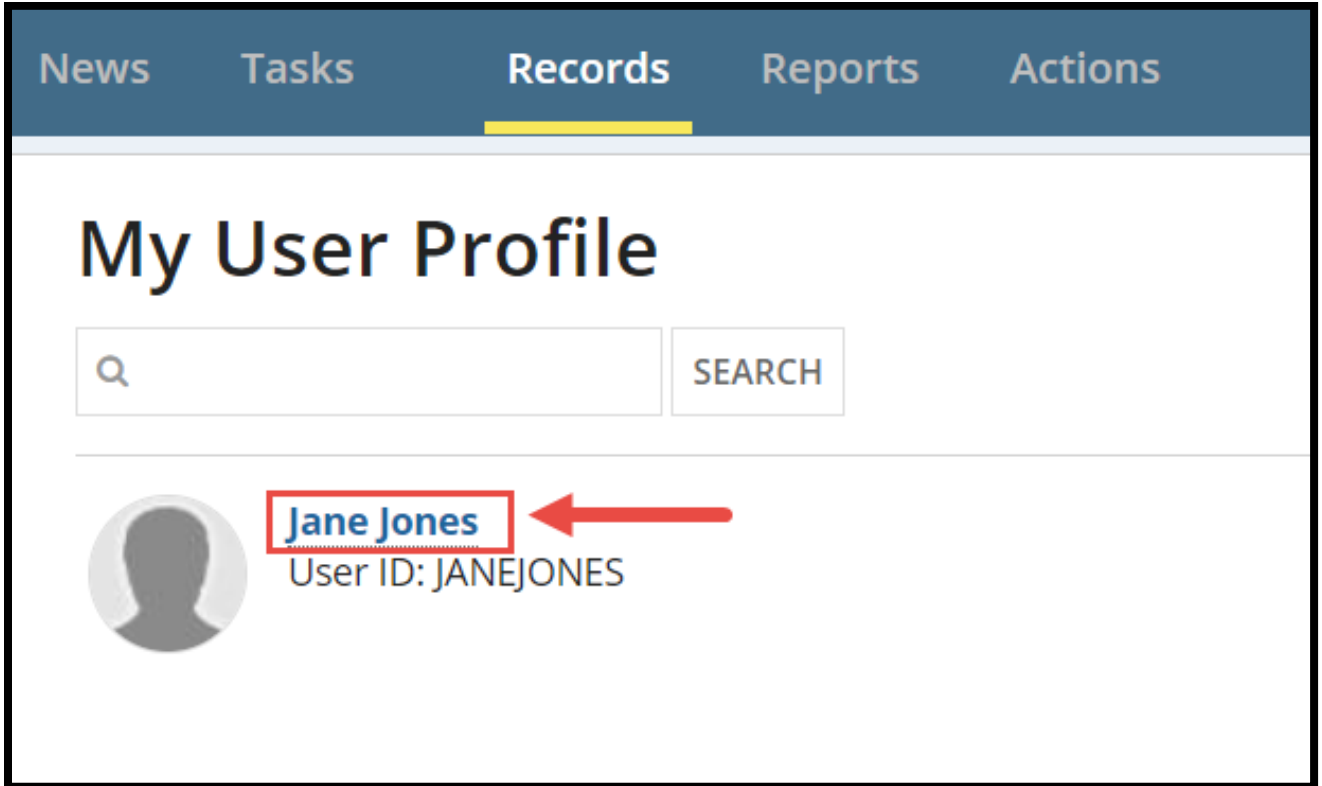 News Tasks Records Reports Actions
My User Profile
SEARCH
Jane Jones
User ID: JANEJONES